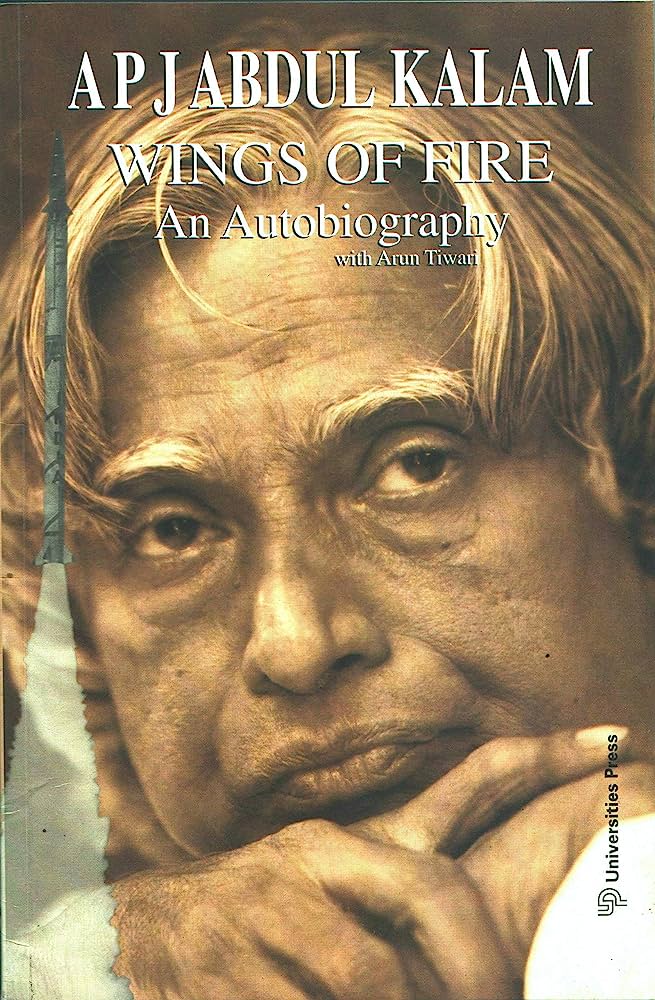 A P J ABDUL KALAM
WINGS OF FIRE
An Autobiography
with Arun Tiwari
Universities Press